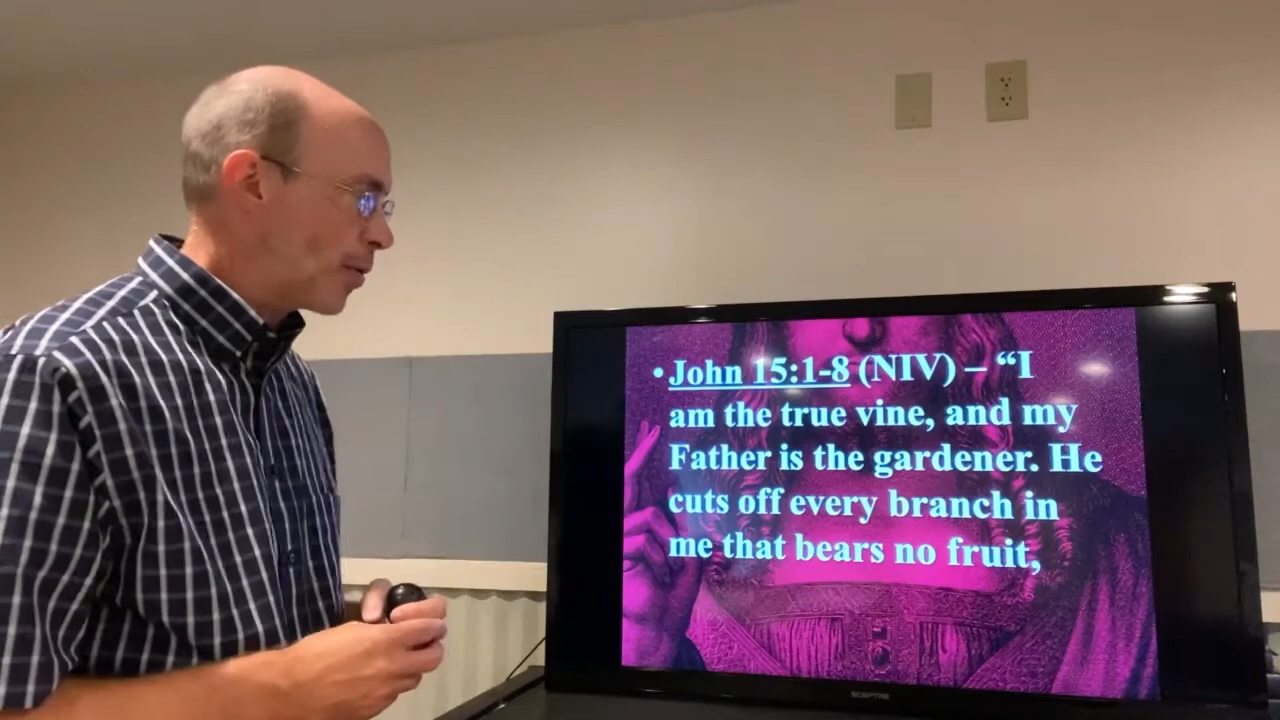 • John 15:1-8 (NIV) – “I
am the true vine, and my
Father is the gardener. He
cuts off every branch in
me that bears no fruit,
SCEPTRE